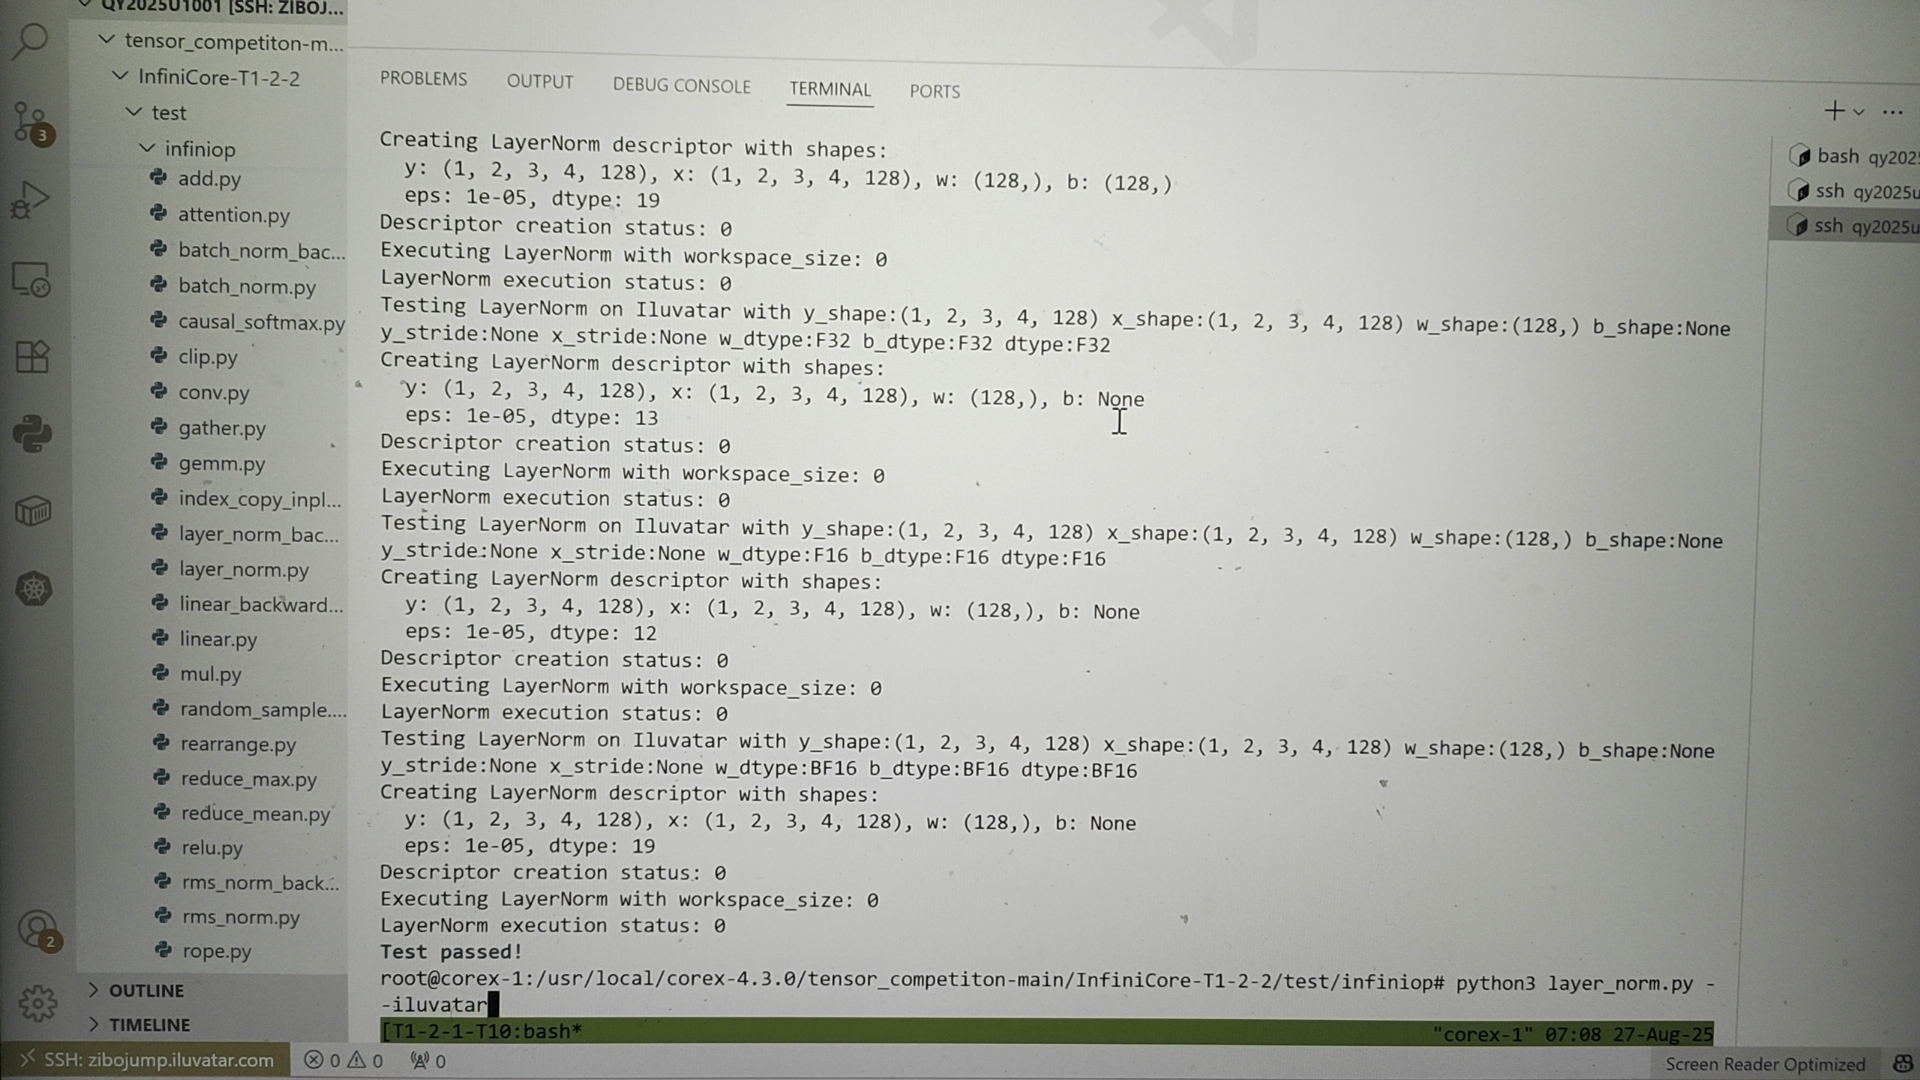 QY2025U1001 [SSH: ZIBOJ...
tensor_competiton-m...
InfiniCore-T1-2-2
test
infiniop
add.py
attention.py
batch_norm_bac...
batch_norm.py
causal_softmax.py
clip.py
conv.py
gather.py
gemm.py
index_copy_inpl...
layer_norm_bac...
layer_norm.py
linear_backward...
linear.py
mul.py
random_sample....
rearrange.py
reduce_max.py
reduce_mean.py
relu.py
rms_norm_back...
rms_norm.py
rope.py
OUTLINE
TIMELINE
3
2
PROBLEMS OUTPUT DEBUG CONSOLE TERMINAL PORTS
Creating LayerNorm descriptor with shapes:
y: (1, 2, 3, 4, 128), x: (1, 2, 3, 4, 128), w: (128,), b: (128,)
eps: 1e-05, dtype: 19
Descriptor creation status: 0
Executing LayerNorm with workspace_size: 0
LayerNorm execution status: 0
Testing LayerNorm on Iluvatar with y_shape:(1, 2, 3, 4, 128) x_shape:(1, 2, 3, 4, 128) w_shape:(128,) b_shape:None
y_stride:None x_stride:None w_dtype:F32 b_dtype:F32 dtype:F32
Creating LayerNorm descriptor with shapes:
y: (1, 2, 3, 4, 128), x: (1, 2, 3, 4, 128), w: (128,), b: None
eps: 1e-05, dtype: 13
Descriptor creation status: 0
Executing LayerNorm with workspace_size: 0
LayerNorm execution status: 0
Testing LayerNorm on Iluvatar with y_shape:(1, 2, 3, 4, 128) x_shape:(1, 2, 3, 4, 128) w_shape:(128,) b_shape:None
y_stride:None x_stride:None w_dtype:F16 b_dtype:F16 dtype:F16
Creating LayerNorm descriptor with shapes:
y: (1, 2, 3, 4, 128), x: (1, 2, 3, 4, 128), w: (128,), b: None
eps: 1e-05, dtype: 12
Descriptor creation status: 0
Executing LayerNorm with workspace_size: 0
LayerNorm execution status: 0
Testing LayerNorm on Iluvatar with y_shape:(1, 2, 3, 4, 128) x_shape:(1, 2, 3, 4, 128) w_shape:(128,) b_shape:None
y_stride:None x_stride:None w_dtype:BF16 b_dtype:BF16 dtype:BF16
Creating LayerNorm descriptor with shapes:
y: (1, 2, 3, 4, 128), x: (1, 2, 3, 4, 128), w: (128,), b: None
eps: 1e-05, dtype: 19
Descriptor creation status: 0
Executing LayerNorm with workspace_size: 0
LayerNorm execution status: 0
Test passed!
root@corex-1:/usr/local/corex-4.3.0/tensor_competiton-main/InfiniCore-T1-2-2/test/infiniop# python3 layer_norm.py -
-iluvatar
[T1-2-1-T10:bash* "corex-1" 07:08 27-Aug-25
bash qy202
ssh qy2025u
ssh qy2025u
SSH: zibojump.iluvatar.com 0 0 0 Screen Reader Optimized